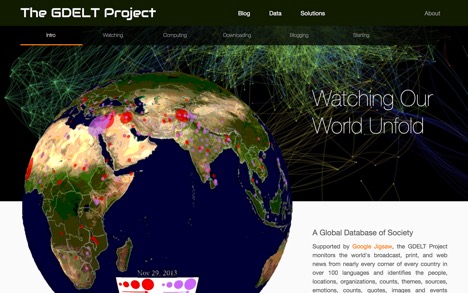 The GDELT Project
Blog Data Solutions About
Intro Watching Computing Downloading Blogging Starting
Watching Our
World Unfold
Nov 29, 2013
A Global Database of Society
Supported by Google Jigsaw, the GDELT Project
monitors the world's broadcast, print, and web
news from nearly every corner of every country in
over 100 languages and identifies the people,
locations, organizations, counts, themes, sources,
emotions, counts, quotes, images and events